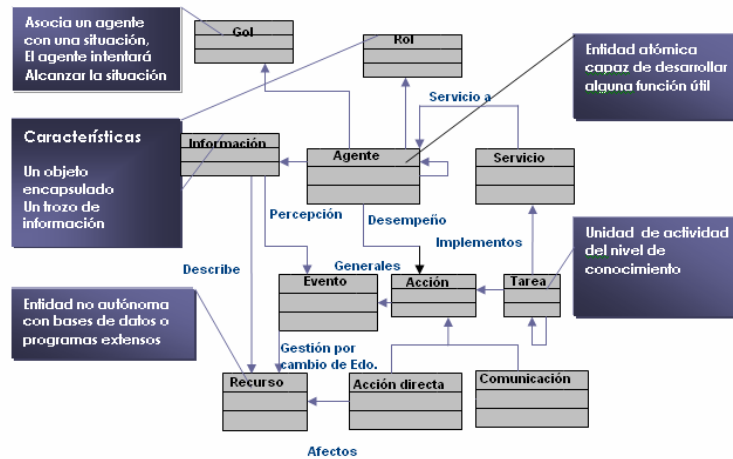 Asocia un agente
con una situación,
El agente intentará
Alcanzar la situación
Gol
Rol
Entidad atómica
capaz de desarrollar
alguna función útil
Servicio a
Características
Un objeto
encapsulado
Un trozo de
información
Información
Agente
Servicio
Percepción
Desempeño
Implementos
Unidad de actividad
del nivel de
conocimiento
Describe
Generales
Evento
Acción
Tarea
Entidad no autónoma
con bases de datos o
programas extensos
Gestión por
cambio de Edo.
Recurso
Acción directa
Comunicación
Afectos